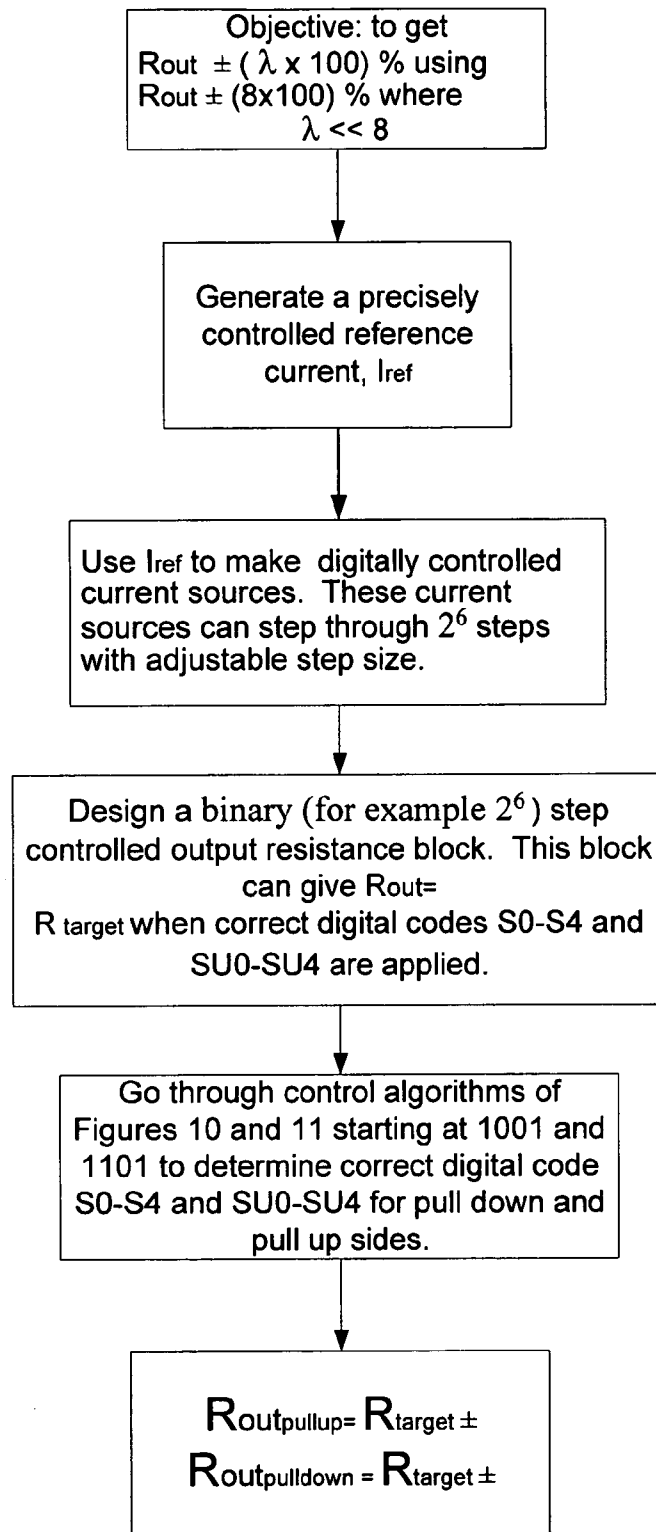 Objective: to get
Rout ± ( λ x 100) % using
Rout ± (8x100) % where
λ << 8
Generate a precisely
controlled reference
current, Iref
Use Iref to make digitally controlled
current sources. These current
sources can step through 2⁶ steps
with adjustable step size.
Design a binary (for example 2⁶ ) step
controlled output resistance block. This block
can give Rout=
R target when correct digital codes S0-S4 and
SU0-SU4 are applied.
Go through control algorithms of
Figures 10 and 11 starting at 1001 and
1101 to determine correct digital code
S0-S4 and SU0-SU4 for pull down and
pull up sides.
Routpullup= Rtarget ±
Routpulldown = Rtarget ±